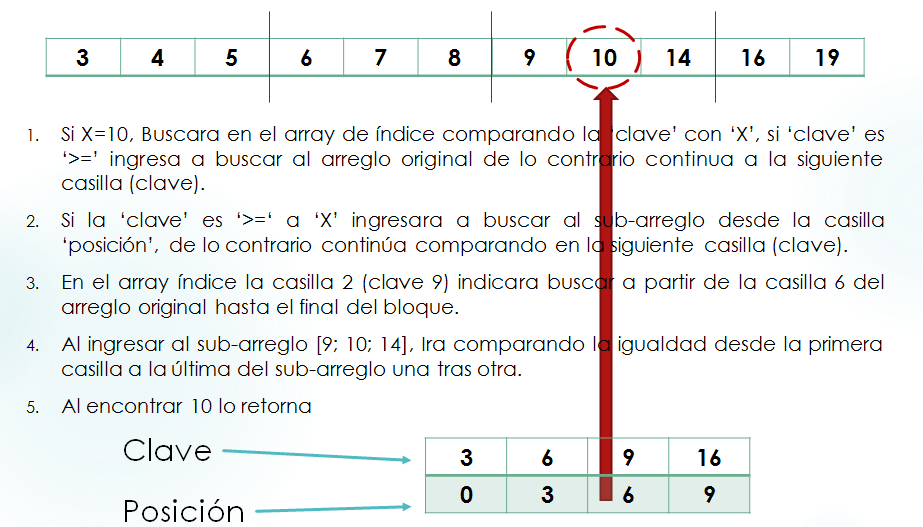 3 4 5 6 7 8 9 10 14 16 19
1. Si X=10, Buscara en el array de índice comparando la ‘clave’ con ‘X’, si ‘clave’ es
‘>=’ ingresa a buscar al arreglo original de lo contrario continua a la siguiente
casilla (clave).
2. Si la ‘clave’ es ‘>=‘ a ‘X’ ingresara a buscar al sub-arreglo desde la casilla
‘posición’, de lo contrario continúa comparando en la siguiente casilla (clave).
3. En el array índice la casilla 2 (clave 9) indicara buscar a partir de la casilla 6 del
arreglo original hasta el final del bloque.
4. Al ingresar al sub-arreglo [9; 10; 14], Ira comparando la igualdad desde la primera
casilla a la última del sub-arreglo una tras otra.
5. Al encontrar 10 lo retorna
Clave
3 6 9 16
0 3 6 9
Posición